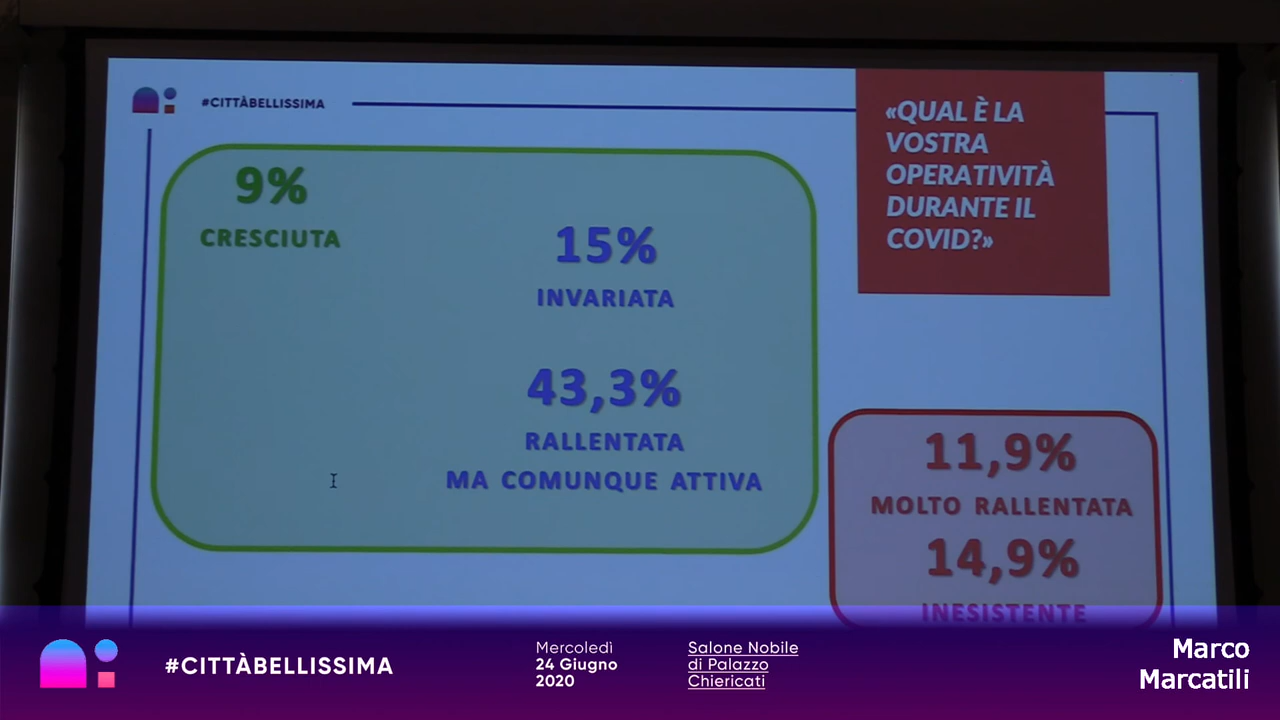 #CITTÀBELLISSIMA
«QUAL È LA
VOSTRA
OPERATIVITÀ
DURANTE IL
COVID?»
9%
CRESCIUTA
15%
INVARIATA
43,3%
RALLENTATA
MA COMUNQUE ATTIVA
11,9%
MOLTO RALLENTATA
14,9%
INESISTENTE
#CITTÀBELLISSIMA
Mercoledì
24 Giugno
2020
Salone Nobile
di Palazzo
Chiericati
Marco
Marcatili